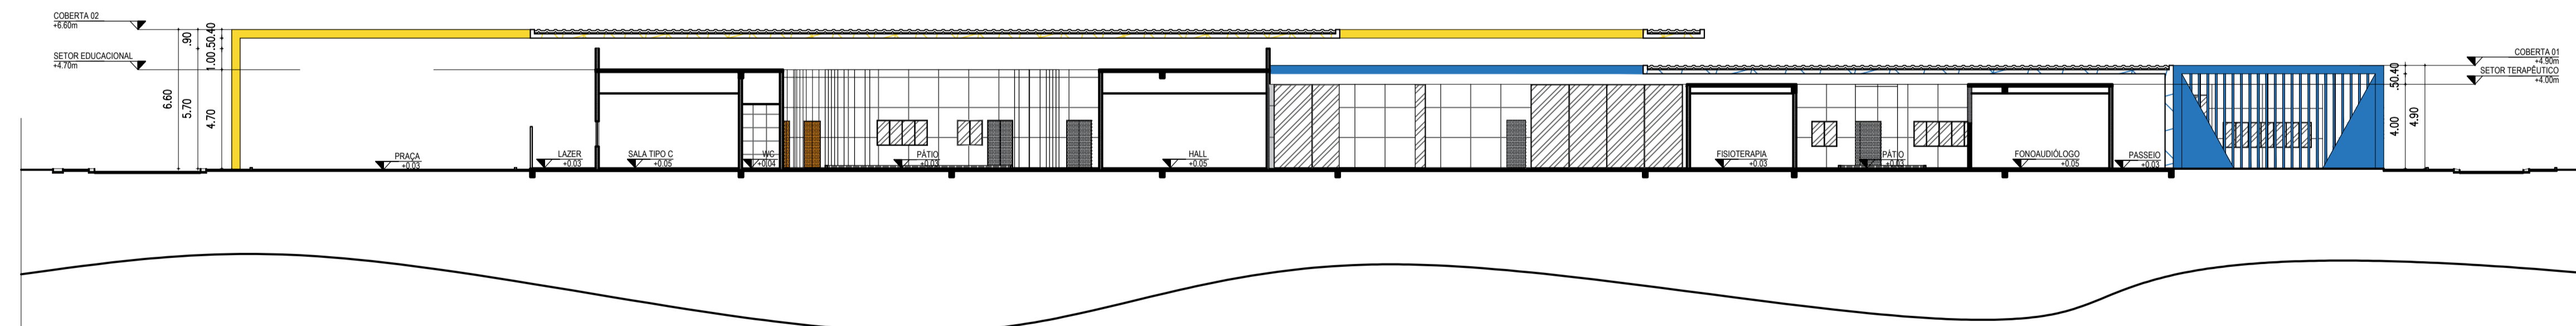 COBERTA 02
+6.60m
SETOR EDUCACIONAL
+4.70m
6.60
.90
5.70
.40
.50
1.00
4.70
PRAÇA
+0.03
LAZER
+0.03
SALA TIPO C
+0.05
WC
+0.04
PÁTIO
+0.03
HALL
+0.05
FISIOTERAPIA
+0.03
PÁTIO
+0.03
FONOAUDIÓLOGO
+0.05
PASSEIO
+0.03
COBERTA 01
+4.90m
SETOR TERAPÊUTICO
+4.00m
.40
.50
4.00
4.90